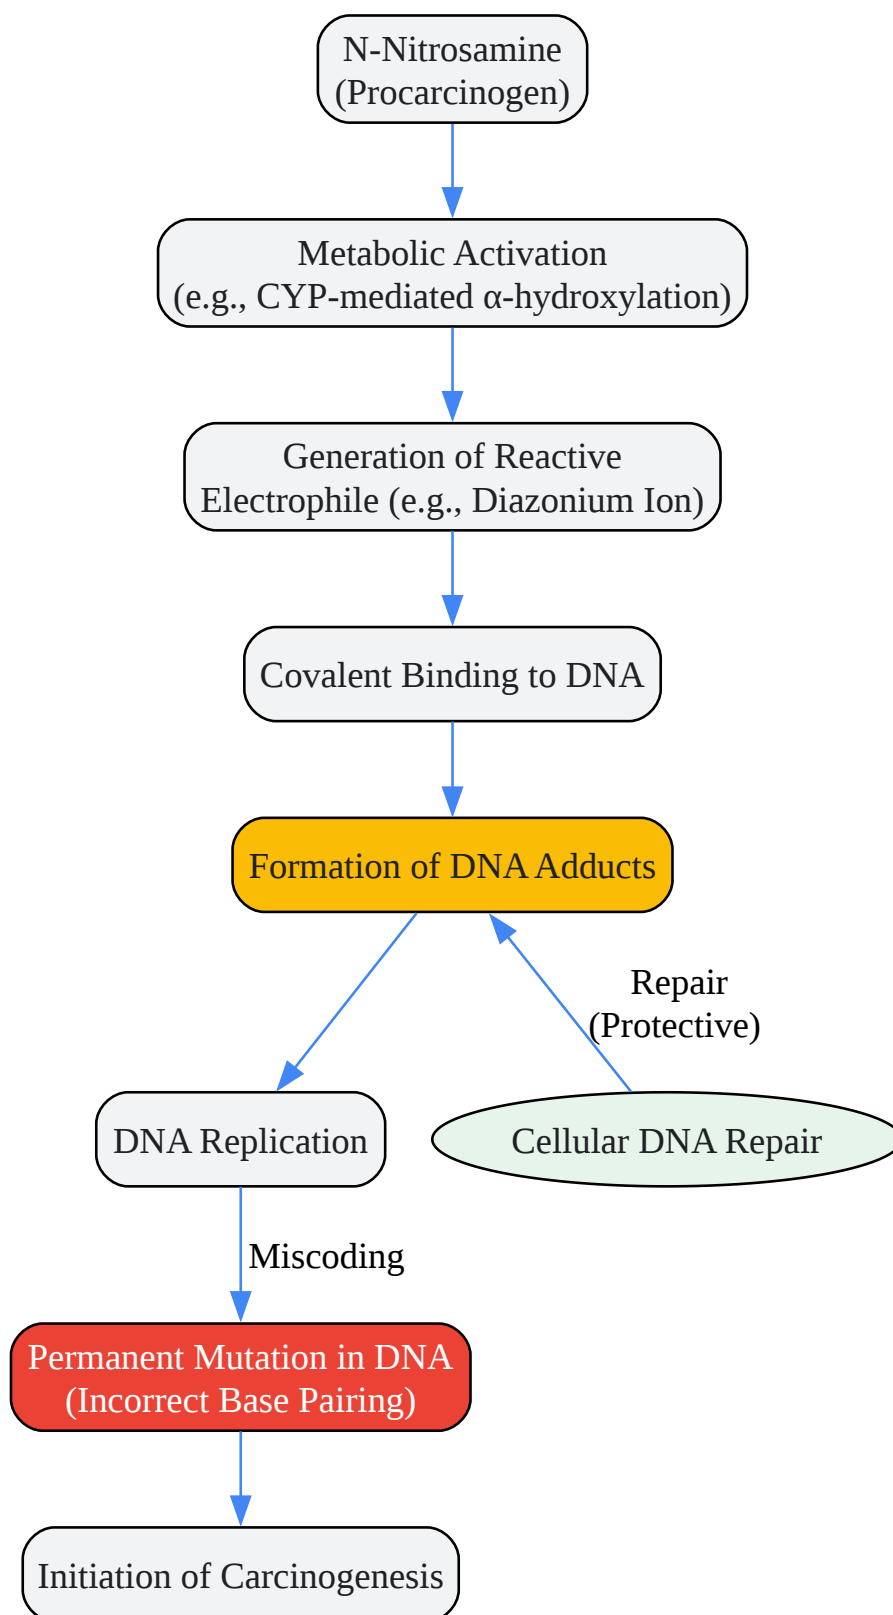 N-Nitrosamine
(Procarcinogen)
Metabolic Activation
(e.g., CYP-mediated α-hydroxylation)
Generation of Reactive
Electrophile (e.g., Diazonium Ion)
Covalent Binding to DNA
Formation of DNA Adducts
Repair
(Protective)
DNA Replication
Cellular DNA Repair
Miscoding
Permanent Mutation in DNA
(Incorrect Base Pairing)
Initiation of Carcinogenesis